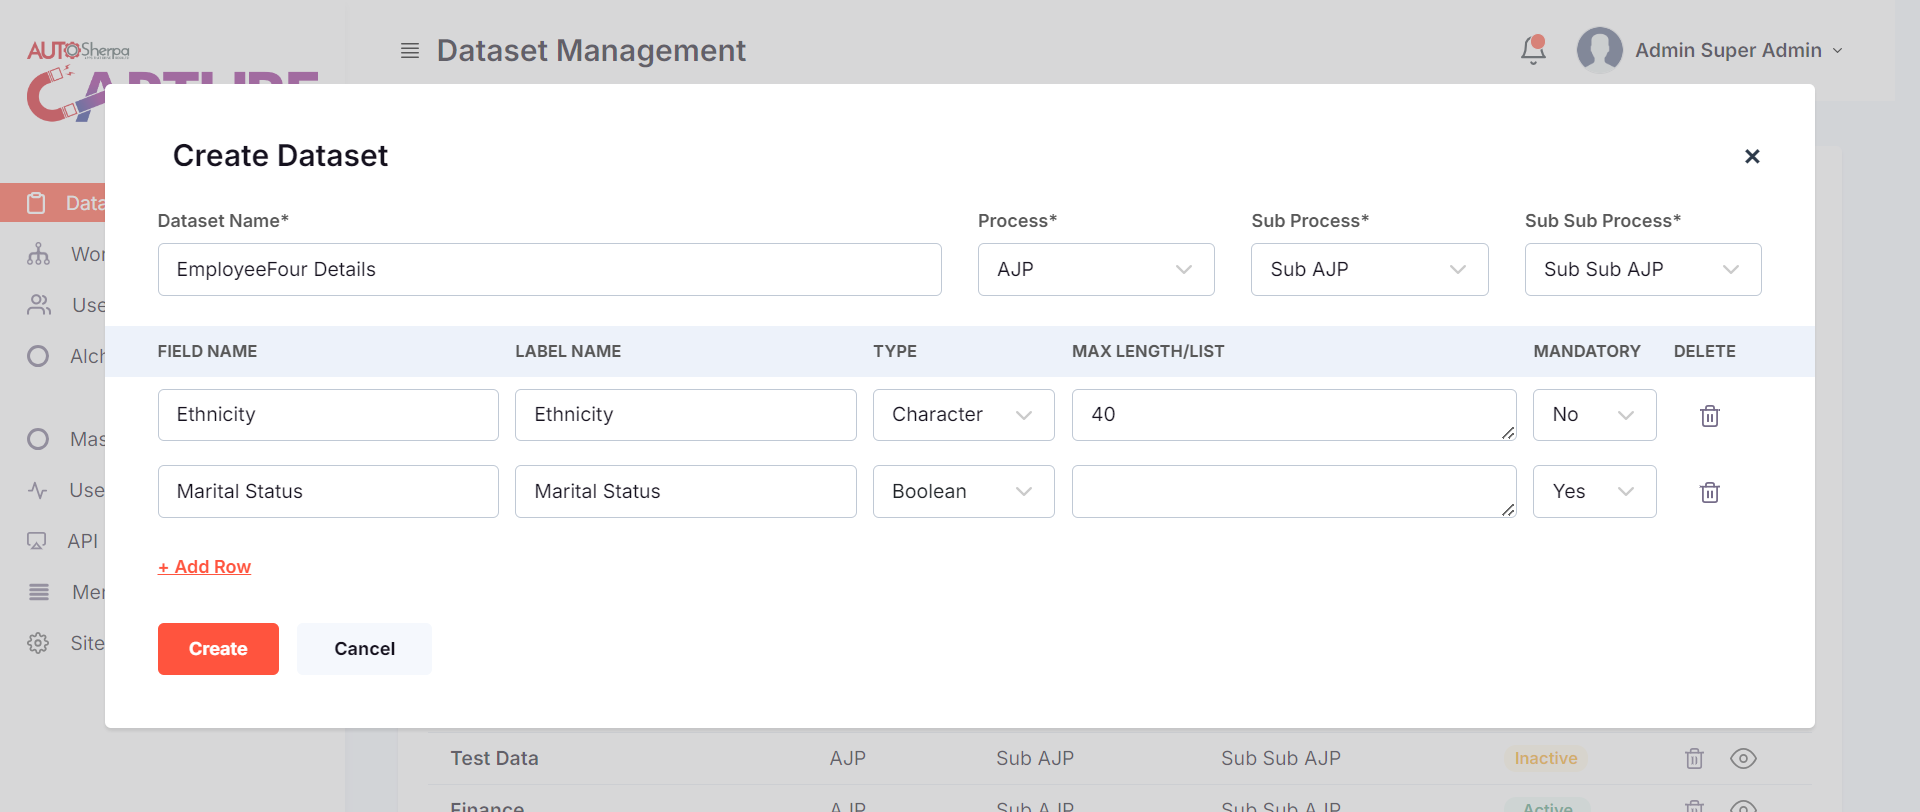 AUTO Sherpa
Dataset Management
Admin Super Admin
Create Dataset
Dataset Name*
Process*
Sub Process*
Sub Sub Process*
EmployeeFour Details
AJP
Sub AJP
Sub Sub AJP
FIELD NAME
LABEL NAME
TYPE
MAX LENGTH/LIST
MANDATORY
DELETE
Ethnicity
Ethnicity
Character
40
No
Marital Status
Marital Status
Boolean
Yes
+ Add Row
Create
Cancel
Data
Wor
Use
Alch
Mas
Use
API
Mer
Site
Test Data
AJP
Sub AJP
Sub Sub AJP
Inactive
Finance
AJP
Sub AJP
Sub Sub AJP
Active